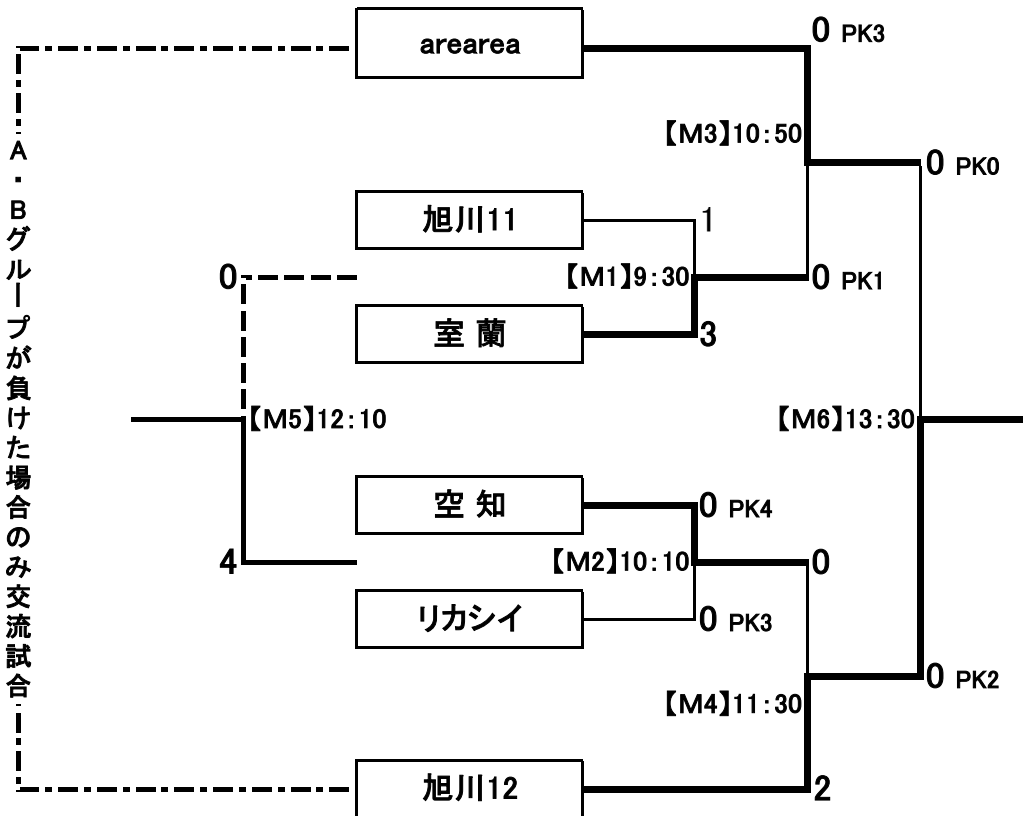 arearea
0 PK3
【M3】10：50
0 PK0
旭川11
1
0
【M1】9：30
0 PK1
室 蘭
3
【M5】12：10
【M6】13：30
空 知
0 PK4
4
【M2】10：10
0
リカシイ
0 PK3
0 PK2
【M4】11：30
旭川12
2
A・Bグループが負けた場合のみ交流試合